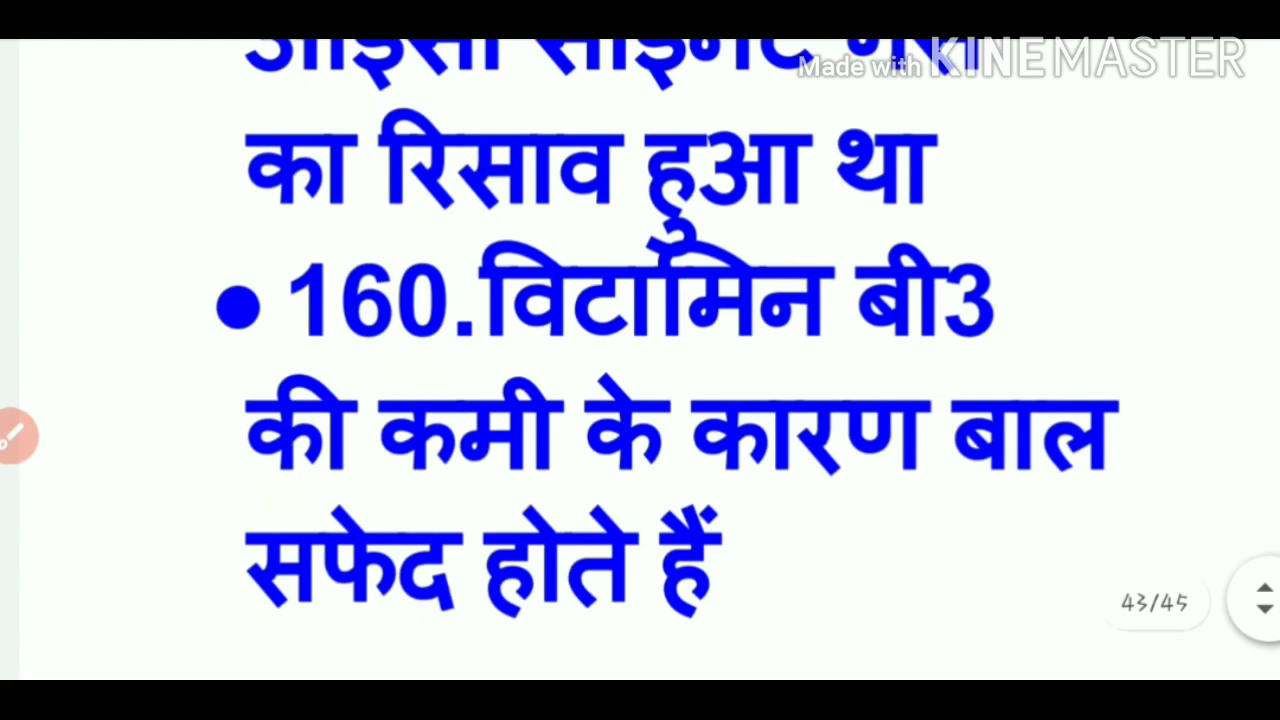 Made with KINEMASTER
का रिसाव हुआ था
● 160.विटामिन बी3
की कमी के कारण बाल
सफेद होते हैं
43/45